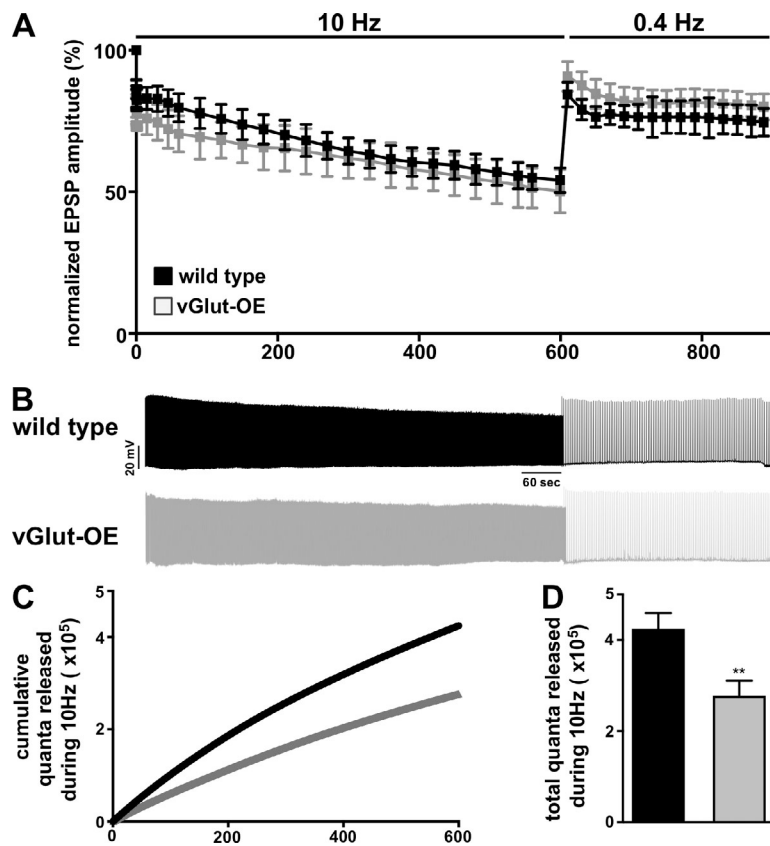 A
10 Hz
0.4 Hz
normalized EPSP amplitude (%)
100
50
0
wild type
vGlut-OE
0
200
400
600
800
B
wild type
20 mV
60 sec
vGlut-OE
C
cumulative
quanta released
during 10Hz ( x10⁵)
5
4
2
0
0
200
400
600
D
total quanta released
during 10Hz ( x10⁵)
5
4
2
0
**